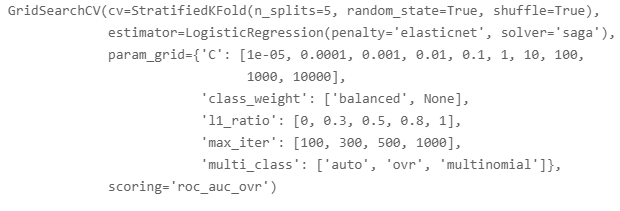 GridSearchCV(cv=StratifiedKFold(n_splits=5, random_state=True, shuffle=True),
estimator=LogisticRegression(penalty='elasticnet', solver='saga'),
param_grid={'C': [1e-05, 0.0001, 0.001, 0.01, 0.1, 1, 10, 100,
1000, 10000],
'class_weight': ['balanced', None],
'l1_ratio': [0, 0.3, 0.5, 0.8, 1],
'max_iter': [100, 300, 500, 1000],
'multi_class': ['auto', 'ovr', 'multinomial']},
scoring='roc_auc_ovr')